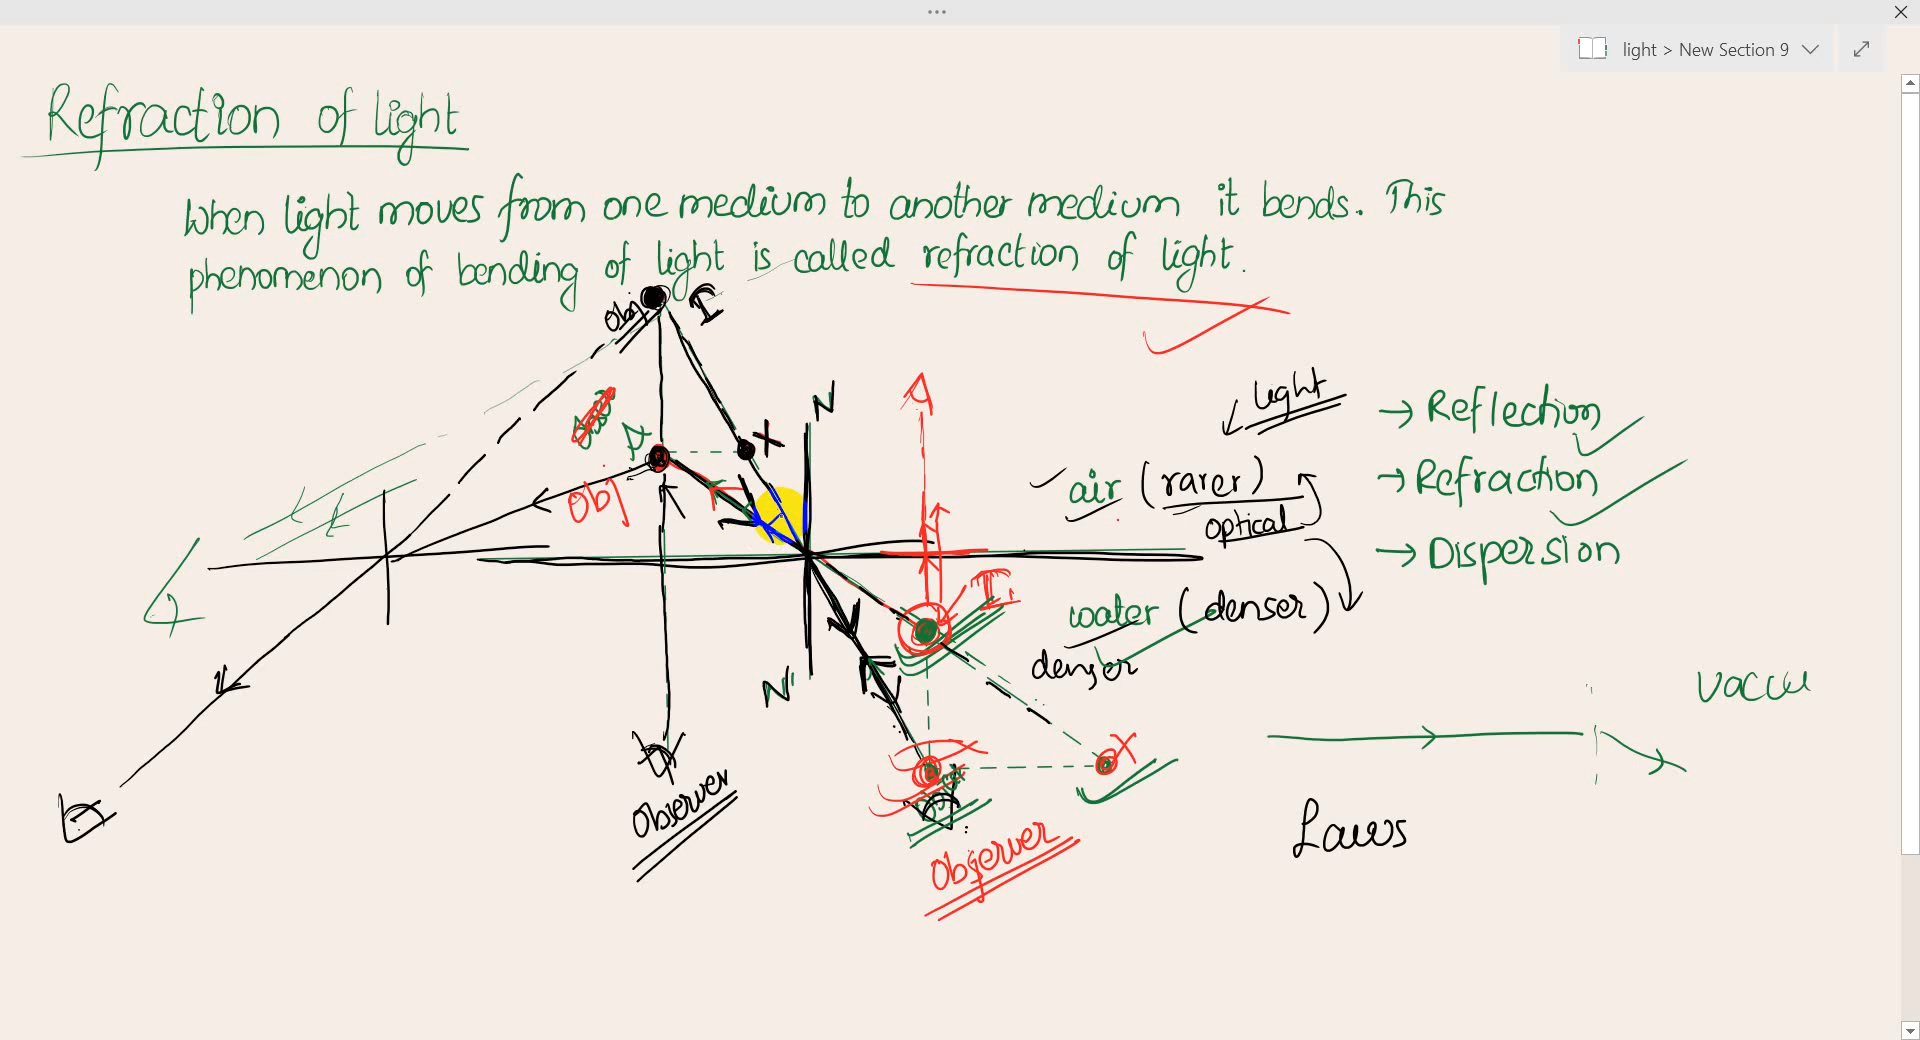 light > New Section 9
Refraction of light
When light moves from one medium to another medium it bends. This
phenomenon of bending of light is called refraction of light.
Obj I
N
light
→ Reflection
A X
Obj
air (rarer)
→ Refraction
optical
→ Dispersion
I
water (denser)
denser
N'
vaccu
X
Observer
Observer
Laws